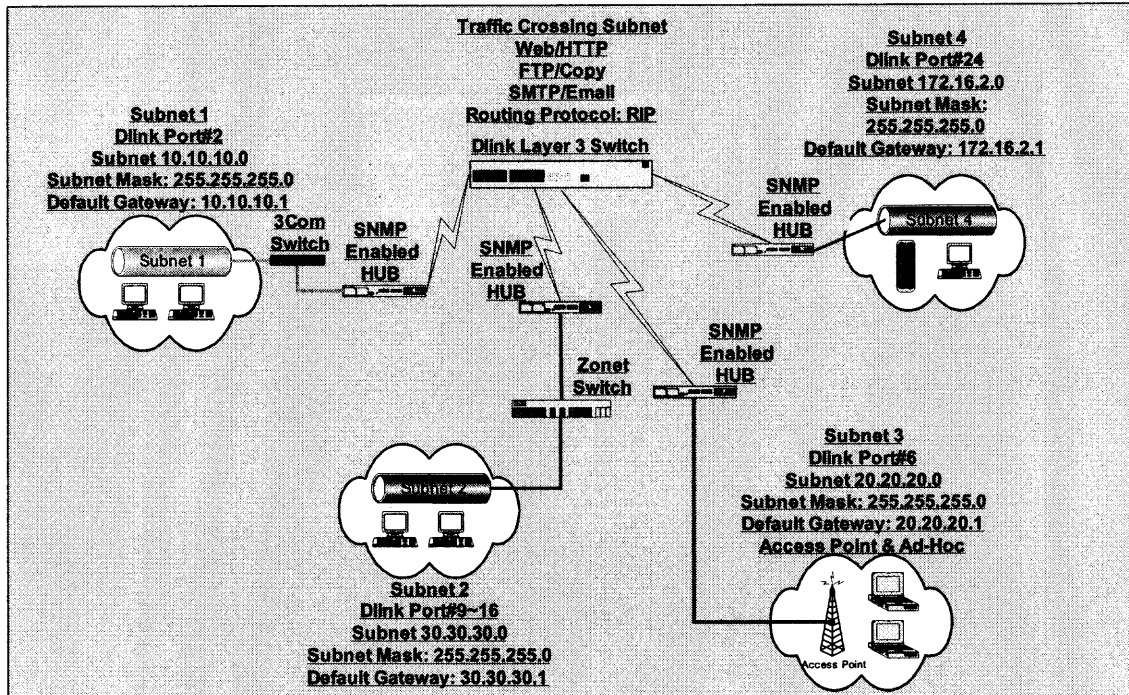 Traffic Crossing Subnet
Web/HTTP
FTP/Copy
SMTP/Email
Routing Protocol: RIP
Dlink Layer 3 Switch
Subnet 4
Dlink Port#24
Subnet 172.16.2.0
Subnet Mask:
255.255.255.0
Default Gateway: 172.16.2.1
SNMP
Enabled
HUB
Subnet 4
Subnet 1
Dlink Port#2
Subnet 10.10.10.0
Subnet Mask: 255.255.255.0
Default Gateway: 10.10.10.1
3Com
Switch
Subnet 1
SNMP
Enabled
HUB
SNMP
Enabled
HUB
Zonet
Switch
SNMP
Enabled
HUB
Subnet 2
Subnet 2
Dlink Port#9~16
Subnet 30.30.30.0
Subnet Mask: 255.255.255.0
Default Gateway: 30.30.30.1
Subnet 3
Dlink Port#6
Subnet 20.20.20.0
Subnet Mask: 255.255.255.0
Default Gateway: 20.20.20.1
Access Point & Ad-Hoc
Access Point